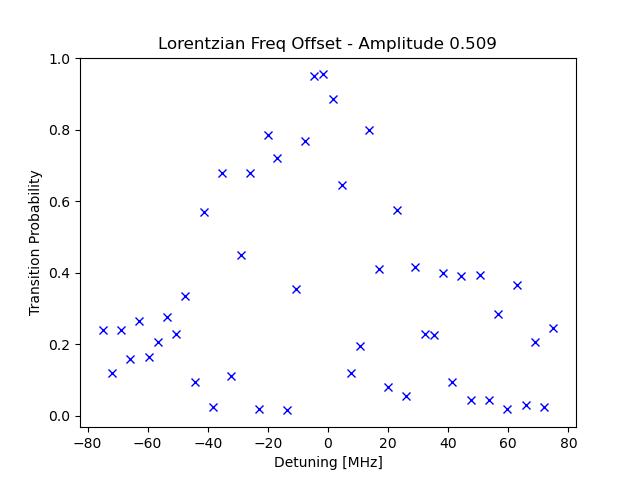 Lorentzian Freq Offset - Amplitude 0.509
Transition Probability
1.0
0.8
0.6
0.4
0.2
0.0
−80 −60 −40 −20 0 20 40 60 80
Detuning [MHz]